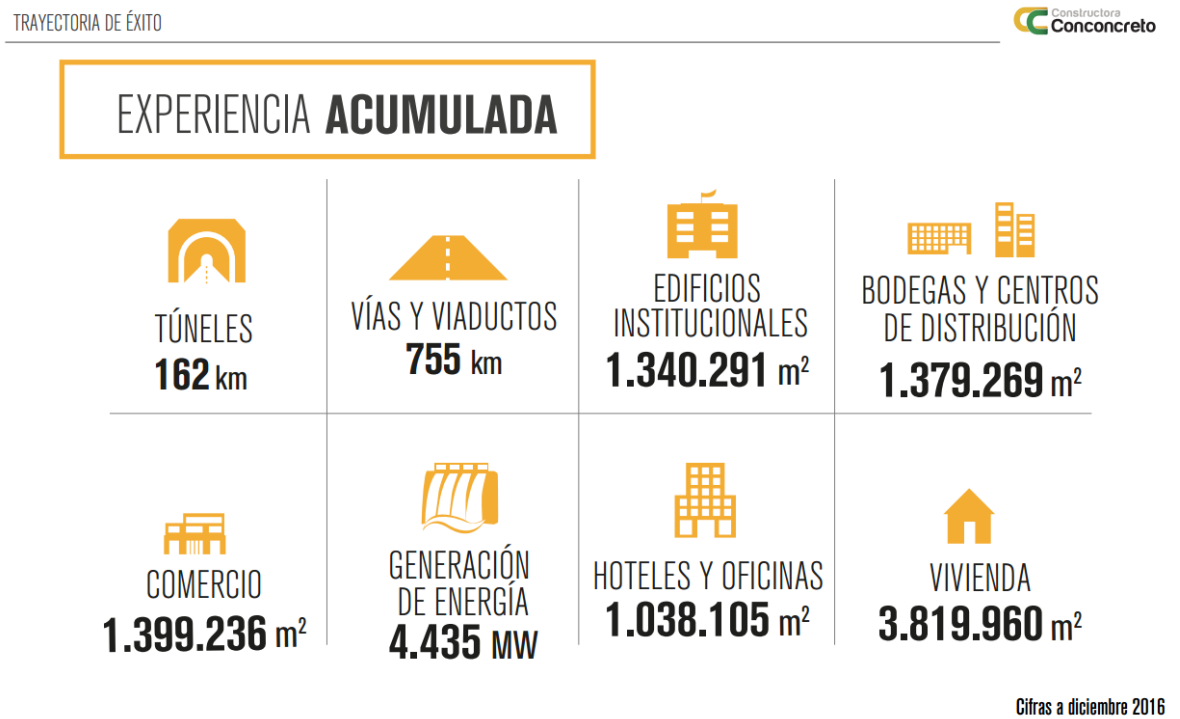 TRAYECTORIA DE ÉXITO
Constructora
Conconcreto
EXPERIENCIA ACUMULADA
TÚNELES
162 km
VÍAS Y VIADUCTOS
755 km
EDIFICIOS
INSTITUCIONALES
1.340.291 m²
BODEGAS Y CENTROS
DE DISTRIBUCIÓN
1.379.269 m²
COMERCIO
1.399.236 m²
GENERACIÓN
DE ENERGÍA
4.435 MW
HOTELES Y OFICINAS
1.038.105 m²
VIVIENDA
3.819.960 m²
Cifras a diciembre 2016